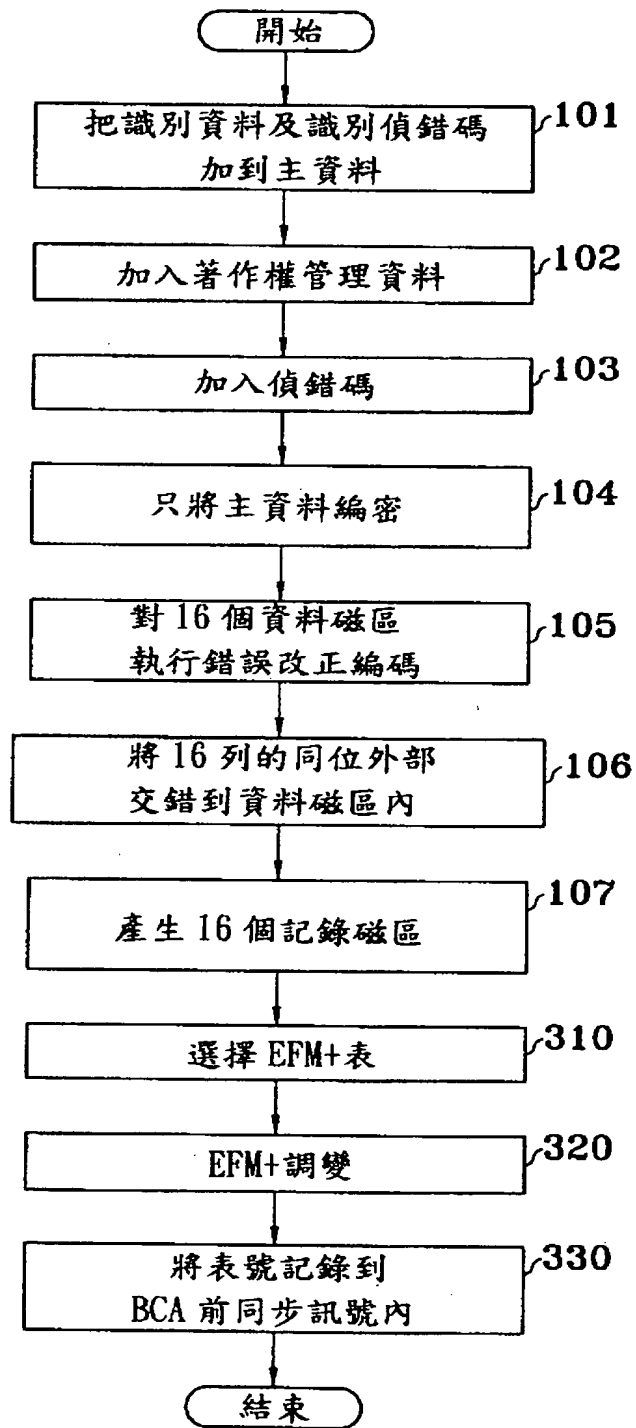 開始
把識別資料及識別偵錯碼
加到主資料
101
加入著作權管理資料
102
加入偵錯碼
103
只將主資料編密
104
對16個資料磁區
執行錯誤改正編碼
105
將16列的同位外部
交錯到資料磁區內
106
產生16個記錄磁區
107
選擇EFM+表
310
EFM+調變
320
將表號記錄到
BCA前同步訊號內
330
結束